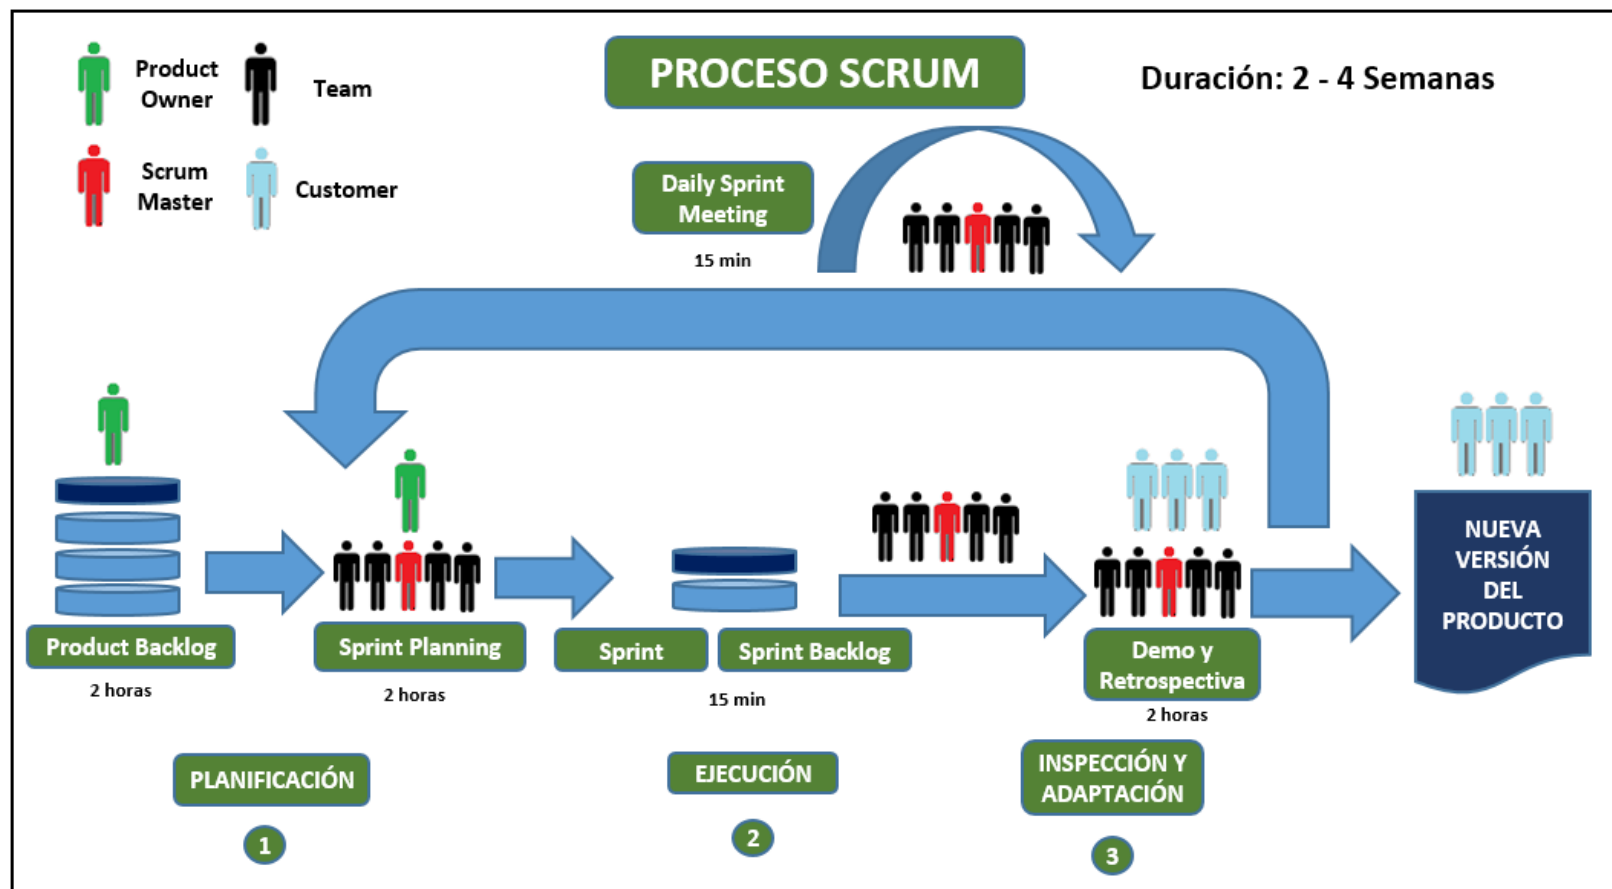 Product
Owner
Team
Scrum
Master
Customer
PROCESO SCRUM
Duración: 2 - 4 Semanas
Daily Sprint
Meeting
15 min
Product Backlog
2 horas
Sprint Planning
2 horas
Sprint
Sprint Backlog
15 min
Demo y
Retrospectiva
2 horas
NUEVA
VERSIÓN
DEL
PRODUCTO
PLANIFICACIÓN
1
EJECUCIÓN
2
INSPECCIÓN Y
ADAPTACIÓN
3